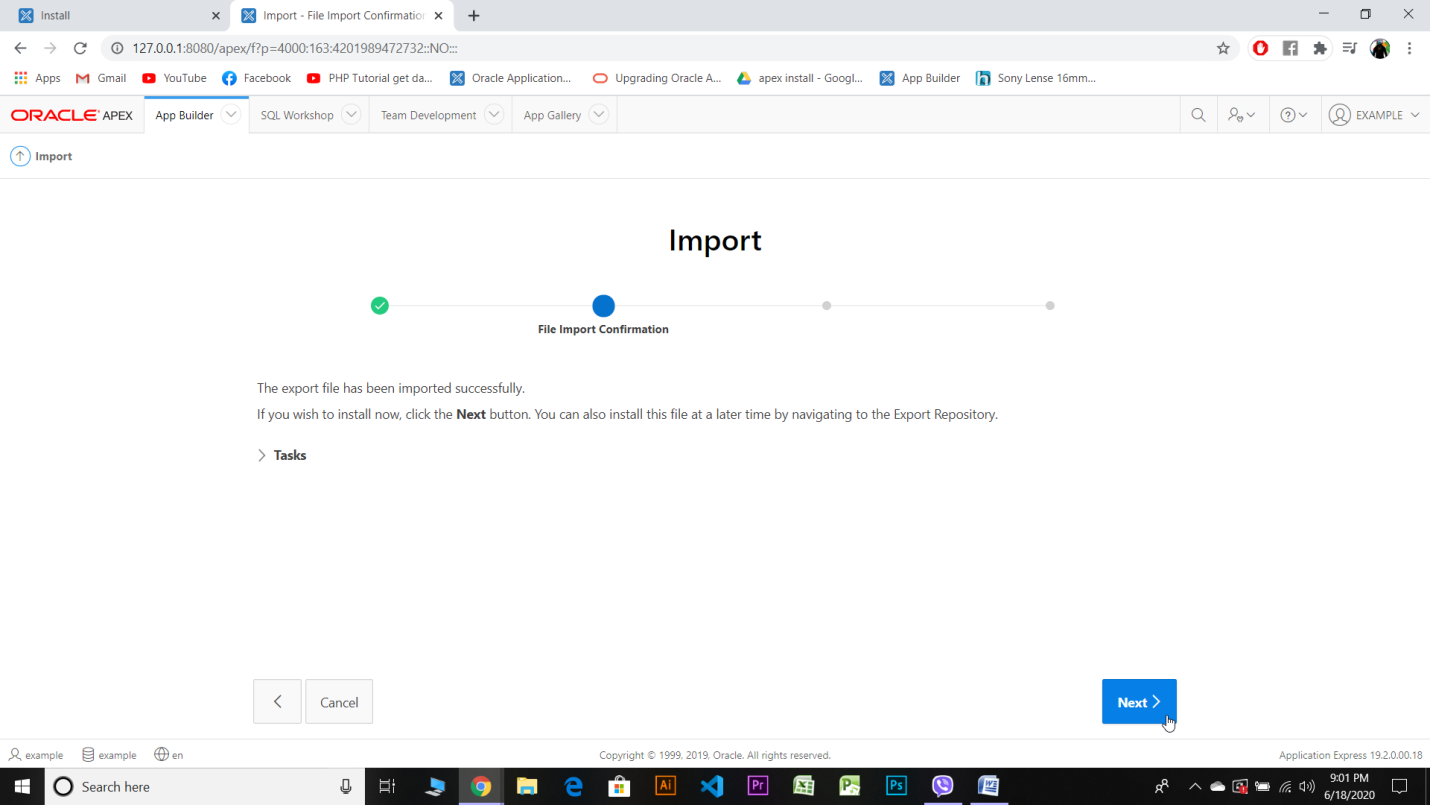 Install
Import - File Import Confirmation
127.0.0.1:8080/apex/f?p=4000:163:4201989472732::NO:::
Apps Gmail YouTube Facebook PHP Tutorial get da... Oracle Application... Upgrading Oracle A... apex install - Googl... App Builder Sony Lense 16mm...
ORACLE APEX App Builder SQL Workshop Team Development App Gallery EXAMPLE
Import
Import
File Import Confirmation
The export file has been imported successfully.
If you wish to install now, click the Next button. You can also install this file at a later time by navigating to the Export Repository.
Tasks
Cancel Next
example example en Copyright © 1999, 2019, Oracle. All rights reserved. Application Express 19.2.0.00.18
Search here
Ai Pr Ps
9:01 PM
6/18/2020